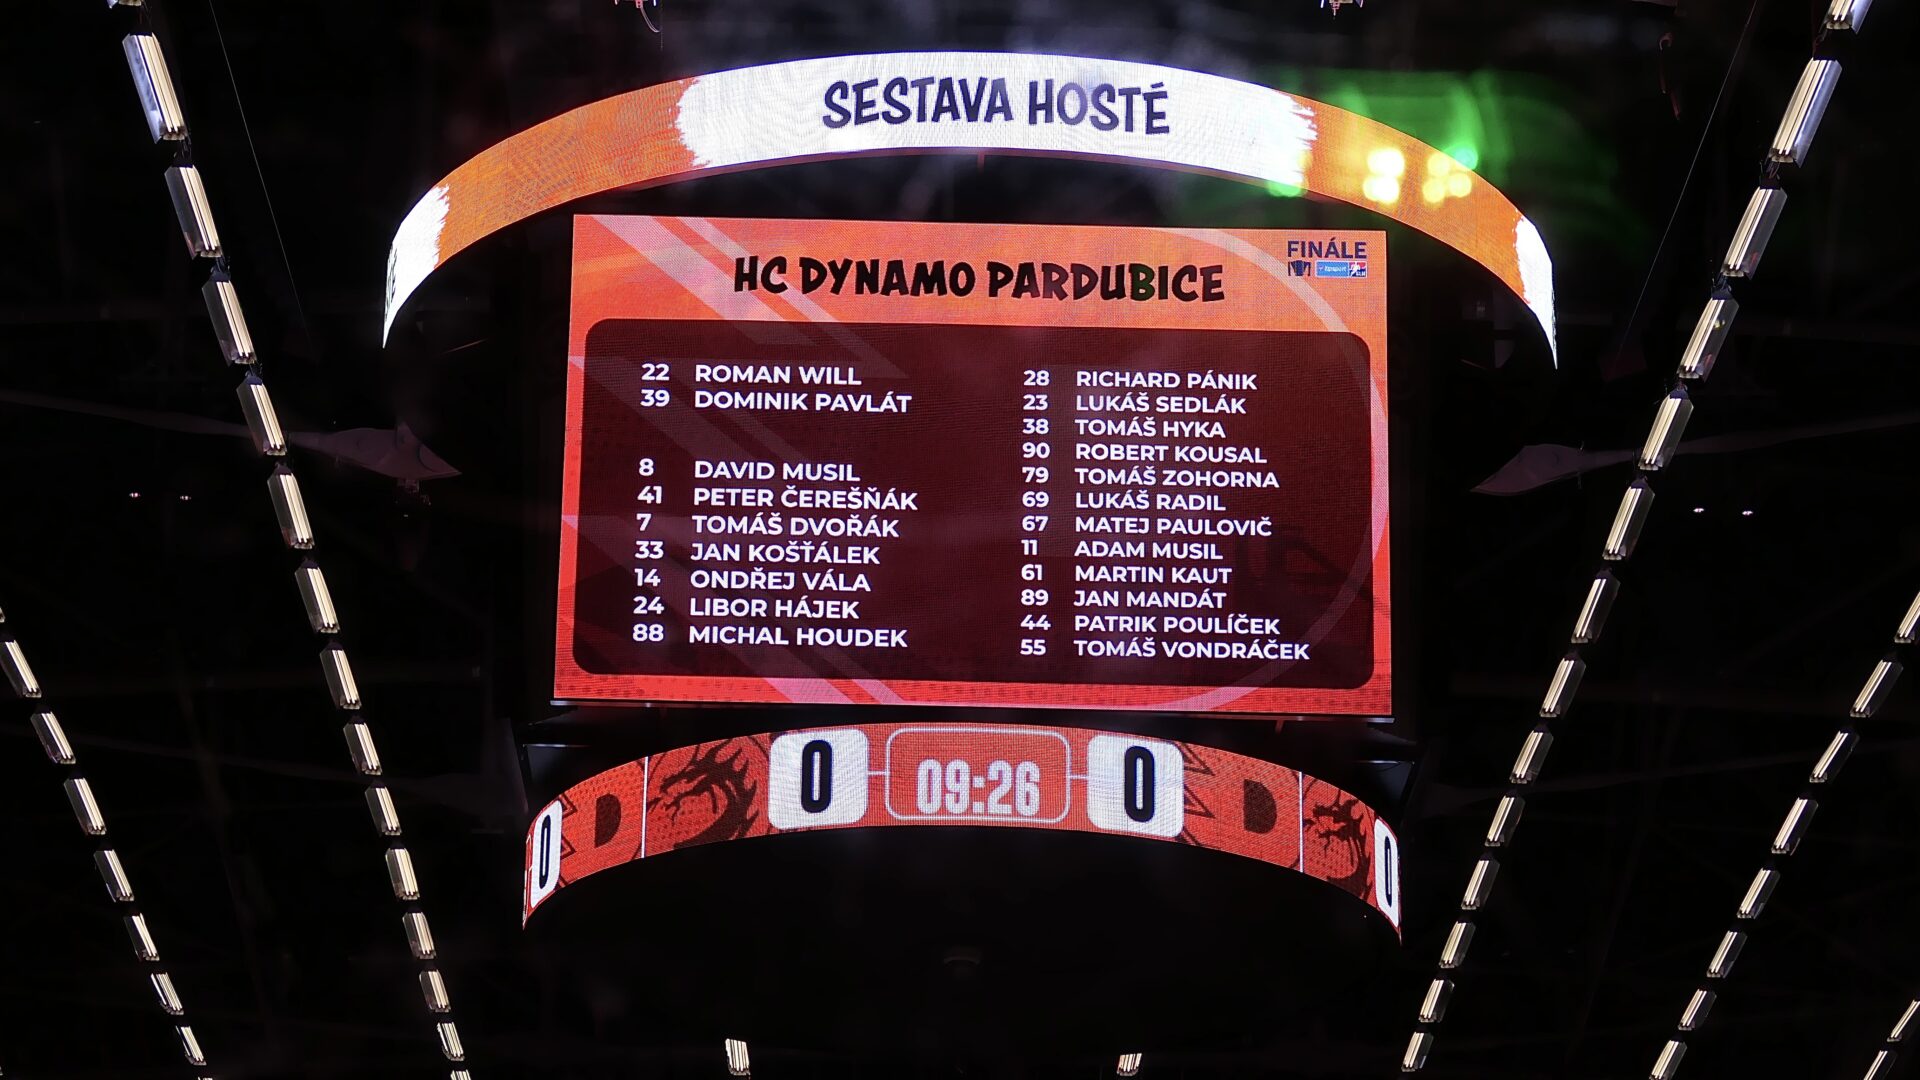 SESTAVA HOSTÉ
FINÁLE
tipsport
HC DYNAMO PARDUBICE
22 ROMAN WILL
39 DOMINIK PAVLÁT
8 DAVID MUSIL
41 PETER ČEREŠŇÁK
7 TOMÁŠ DVOŘÁK
33 JAN KOŠŤÁLEK
14 ONDŘEJ VÁLA
24 LIBOR HÁJEK
88 MICHAL HOUDEK
28 RICHARD PÁNIK
23 LUKÁŠ SEDLÁK
38 TOMÁŠ HYKA
90 ROBERT KOUSAL
79 TOMÁŠ ZOHORNA
69 LUKÁŠ RADIL
67 MATEJ PAULOVIČ
11 ADAM MUSIL
61 MARTIN KAUT
89 JAN MANDÁT
44 PATRIK POULÍČEK
55 TOMÁŠ VONDRÁČEK
0 D 0 09:26 0 D 0